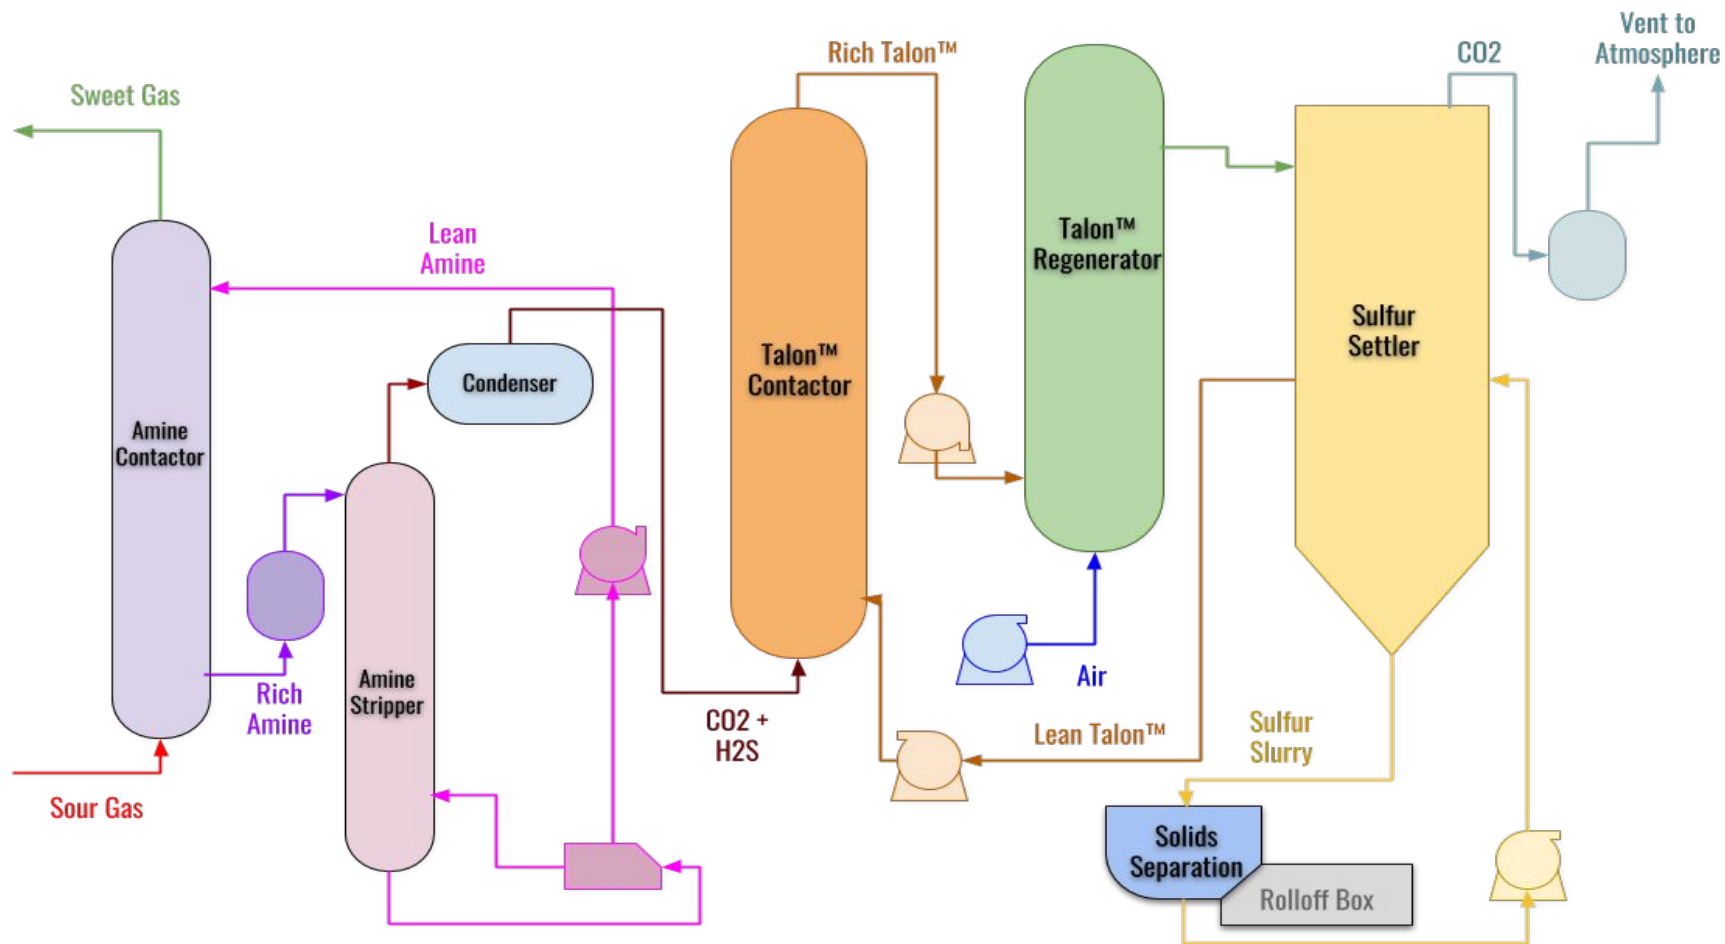 Sweet Gas
Rich Talon™
CO2
Vent to
Atmosphere
Lean
Amine
Talon™
Regenerator
Sulfur
Settler
Condenser
Talon™
Contactor
Amine
Contactor
Amine
Stripper
Rich
Amine
CO2 +
H2S
Air
Lean Talon™
Sulfur
Slurry
Sour Gas
Solids
Separation
Rolloff Box